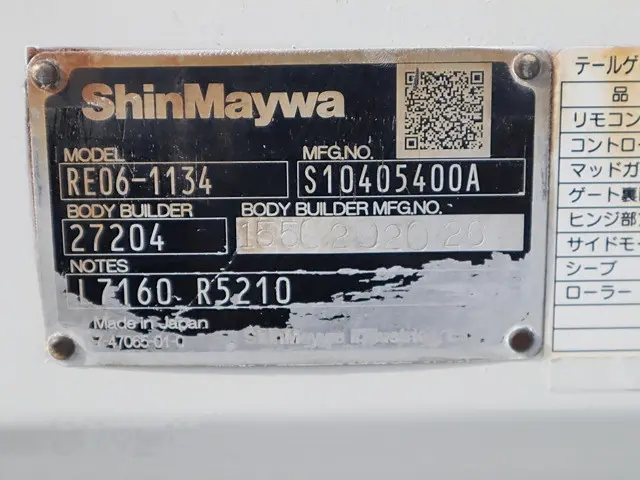 ShinMaywa
MODEL MFG.NO.
RE06-1134 S10405400A
BODY BUILDER BODY BUILDER MFG.NO.
27204
NOTES
L7160 R5210
Made in Japan
ShinMaywa
テールゲ
品
リモコン
コントロー
マッドガ
ゲート裏
ヒンジ部
サイドモ
シーブ
ローラー